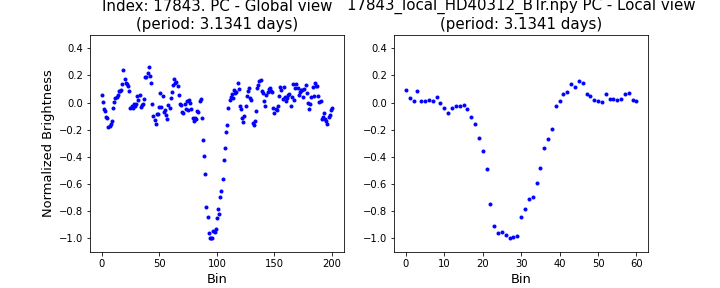 Index: 17843. PC - Global view
(period: 3.1341 days)
17843_local_HD40312_BTr.npy PC - Local view
(period: 3.1341 days)
Normalized Brightness
0.4
0.2
0.0
−0.2
−0.4
−0.6
−0.8
−1.0
0 50 100 150 200
Bin
0.4
0.2
0.0
−0.2
−0.4
−0.6
−0.8
−1.0
0 10 20 30 40 50 60
Bin